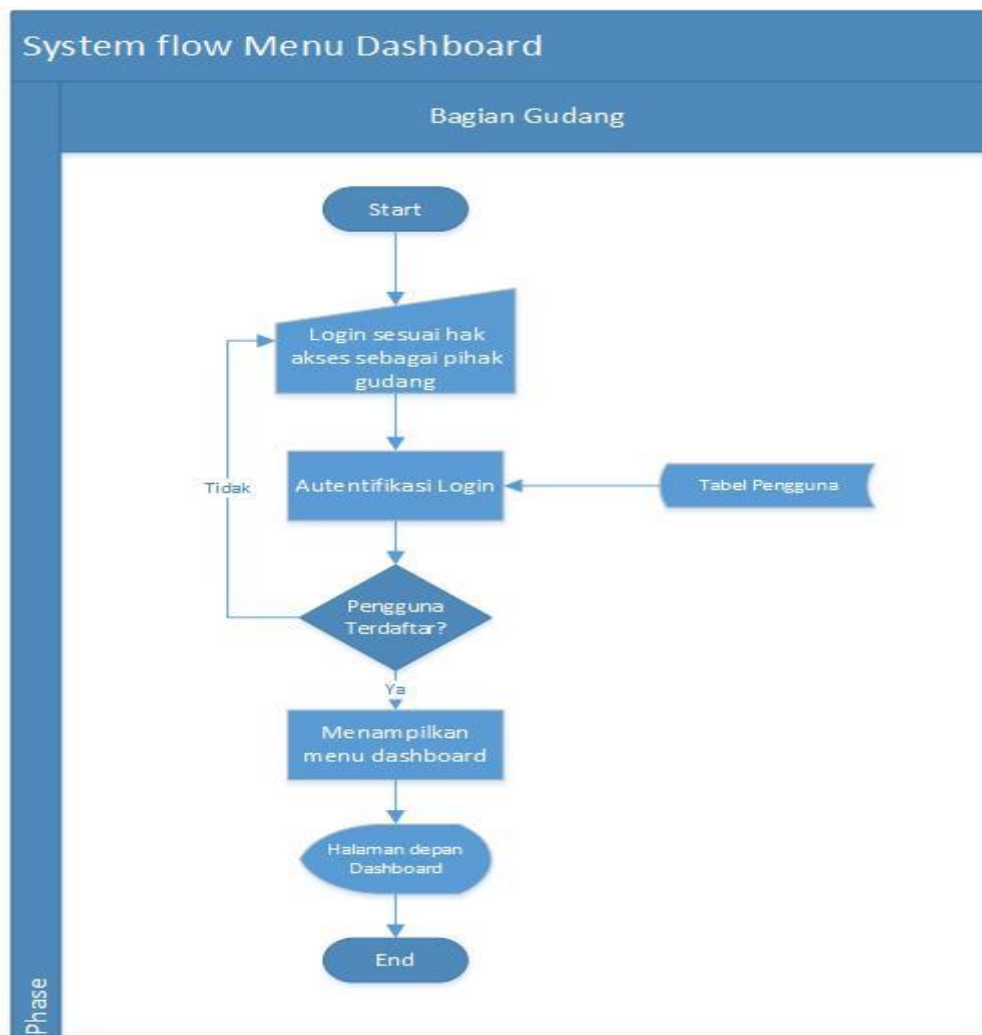 System flow Menu Dashboard
Bagian Gudang
Start
Login sesuai hak
akses sebagai pihak
gudang
Autentifikasi Login
Tabel Pengguna
Tidak
Pengguna
Terdaftar?
Ya
Menampilkan
menu dashboard
Halaman depan
Dashboard
End
Phase